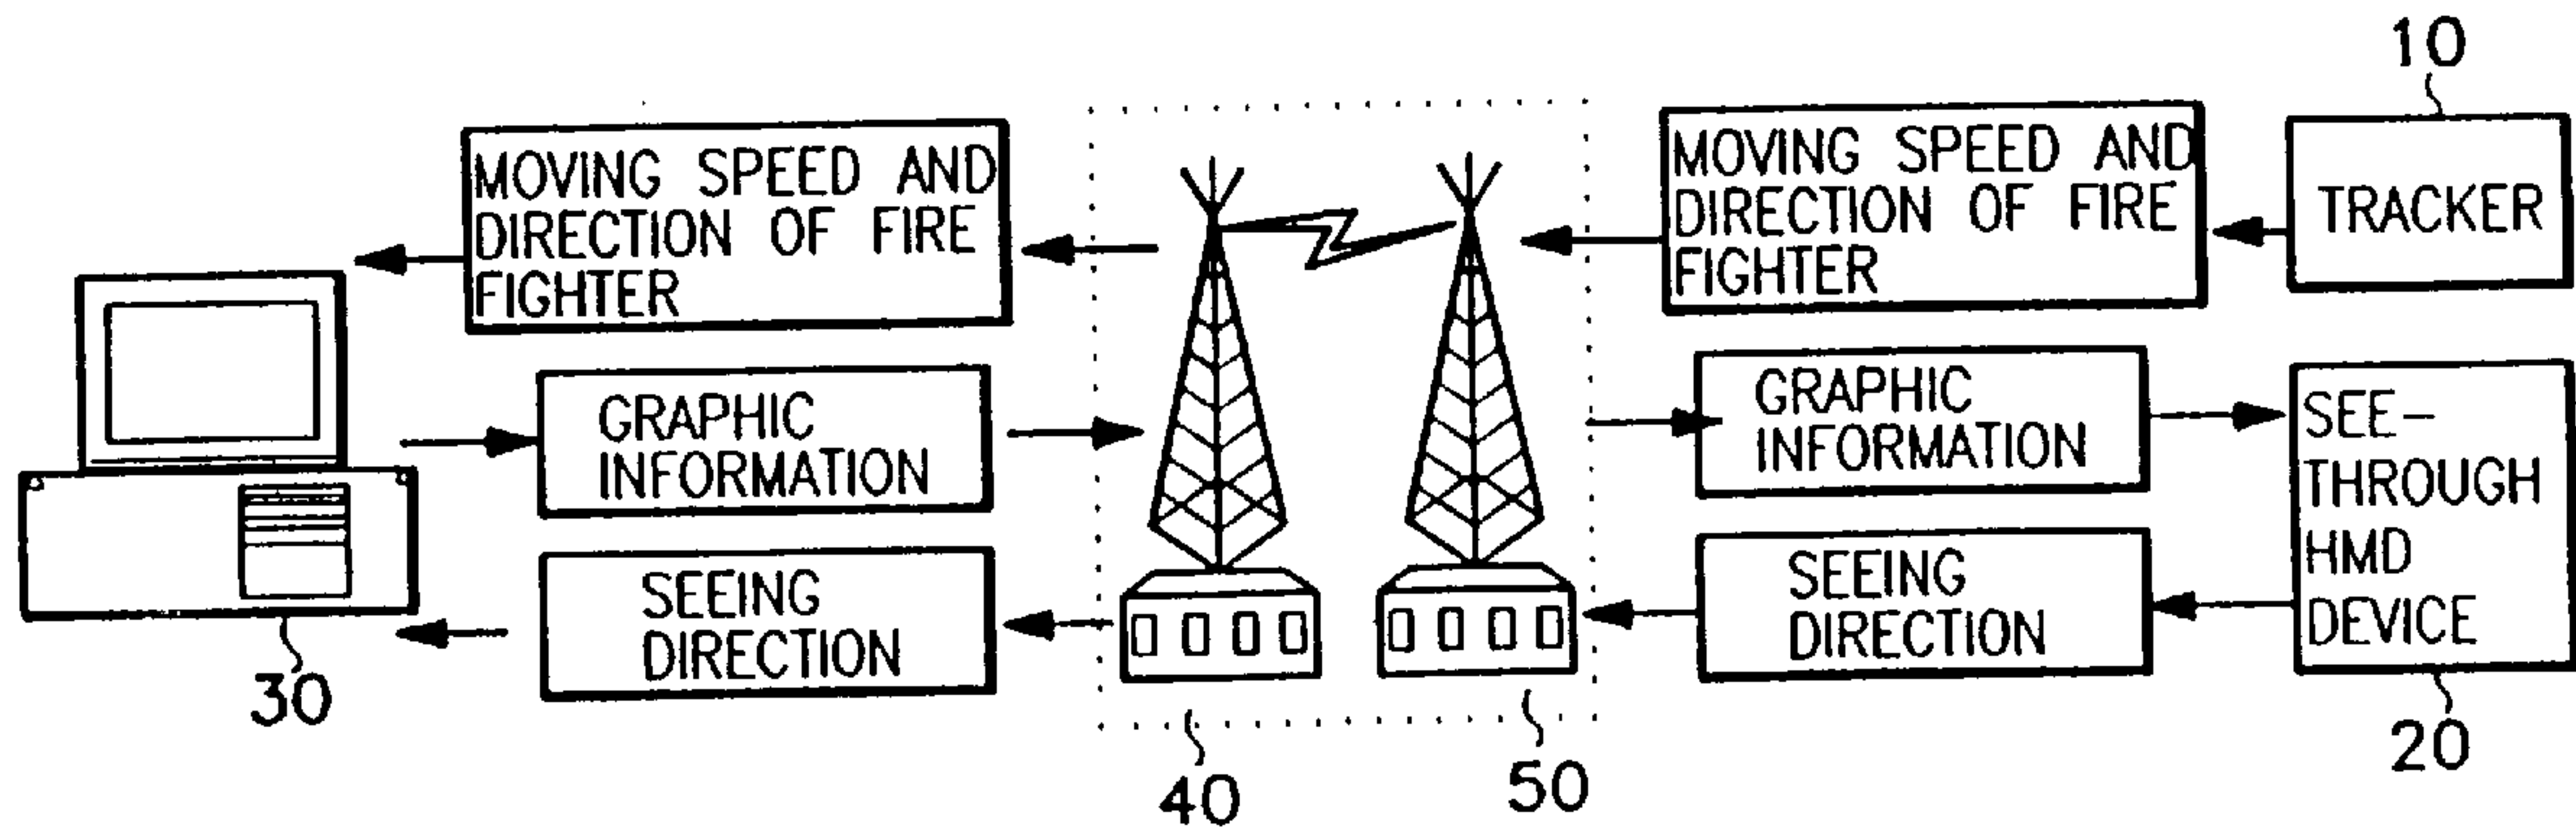 10
MOVING SPEED AND
DIRECTION OF FIRE
FIGHTER
MOVING SPEED AND
DIRECTION OF FIRE
FIGHTER
TRACKER
GRAPHIC
INFORMATION
GRAPHIC
INFORMATION
SEE-
THROUGH
HMD
DEVICE
SEEING
DIRECTION
SEEING
DIRECTION
30
40
50
20